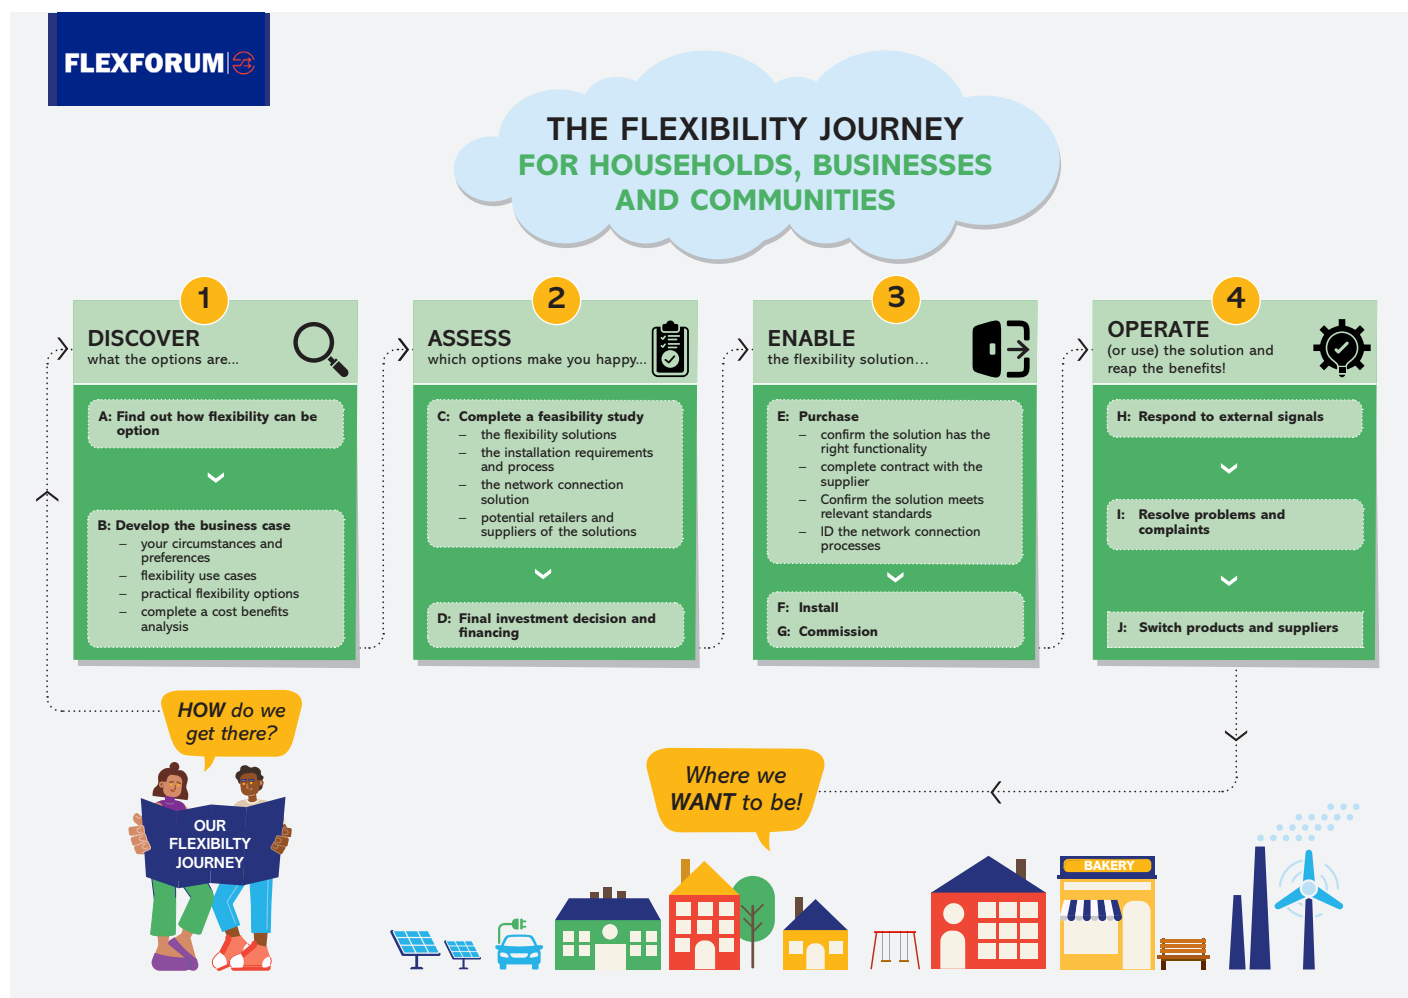 FLEXFORUM
THE FLEXIBILITY JOURNEY
FOR HOUSEHOLDS, BUSINESSES
AND COMMUNITIES
1
DISCOVER
what the options are...
A: Find out how flexibility can be
option
B: Develop the business case
– your circumstances and
preferences
– flexibility use cases
– practical flexibility options
– complete a cost benefits
analysis
2
ASSESS
which options make you happy...
C: Complete a feasibility study
– the flexibility solutions
– the installation requirements
and process
– the network connection
solution
– potential retailers and
suppliers of the solutions
D: Final investment decision and
financing
3
ENABLE
the flexibility solution...
E: Purchase
– confirm the solution has the
right functionality
– complete contract with the
supplier
– Confirm the solution meets
relevant standards
– ID the network connection
processes
F: Install
G: Commission
4
OPERATE
(or use) the solution and
reap the benefits!
H: Respond to external signals
I: Resolve problems and
complaints
J: Switch products and suppliers
HOW do we
get there?
OUR
FLEXIBILTY
JOURNEY
Where we
WANT to be!
BAKERY